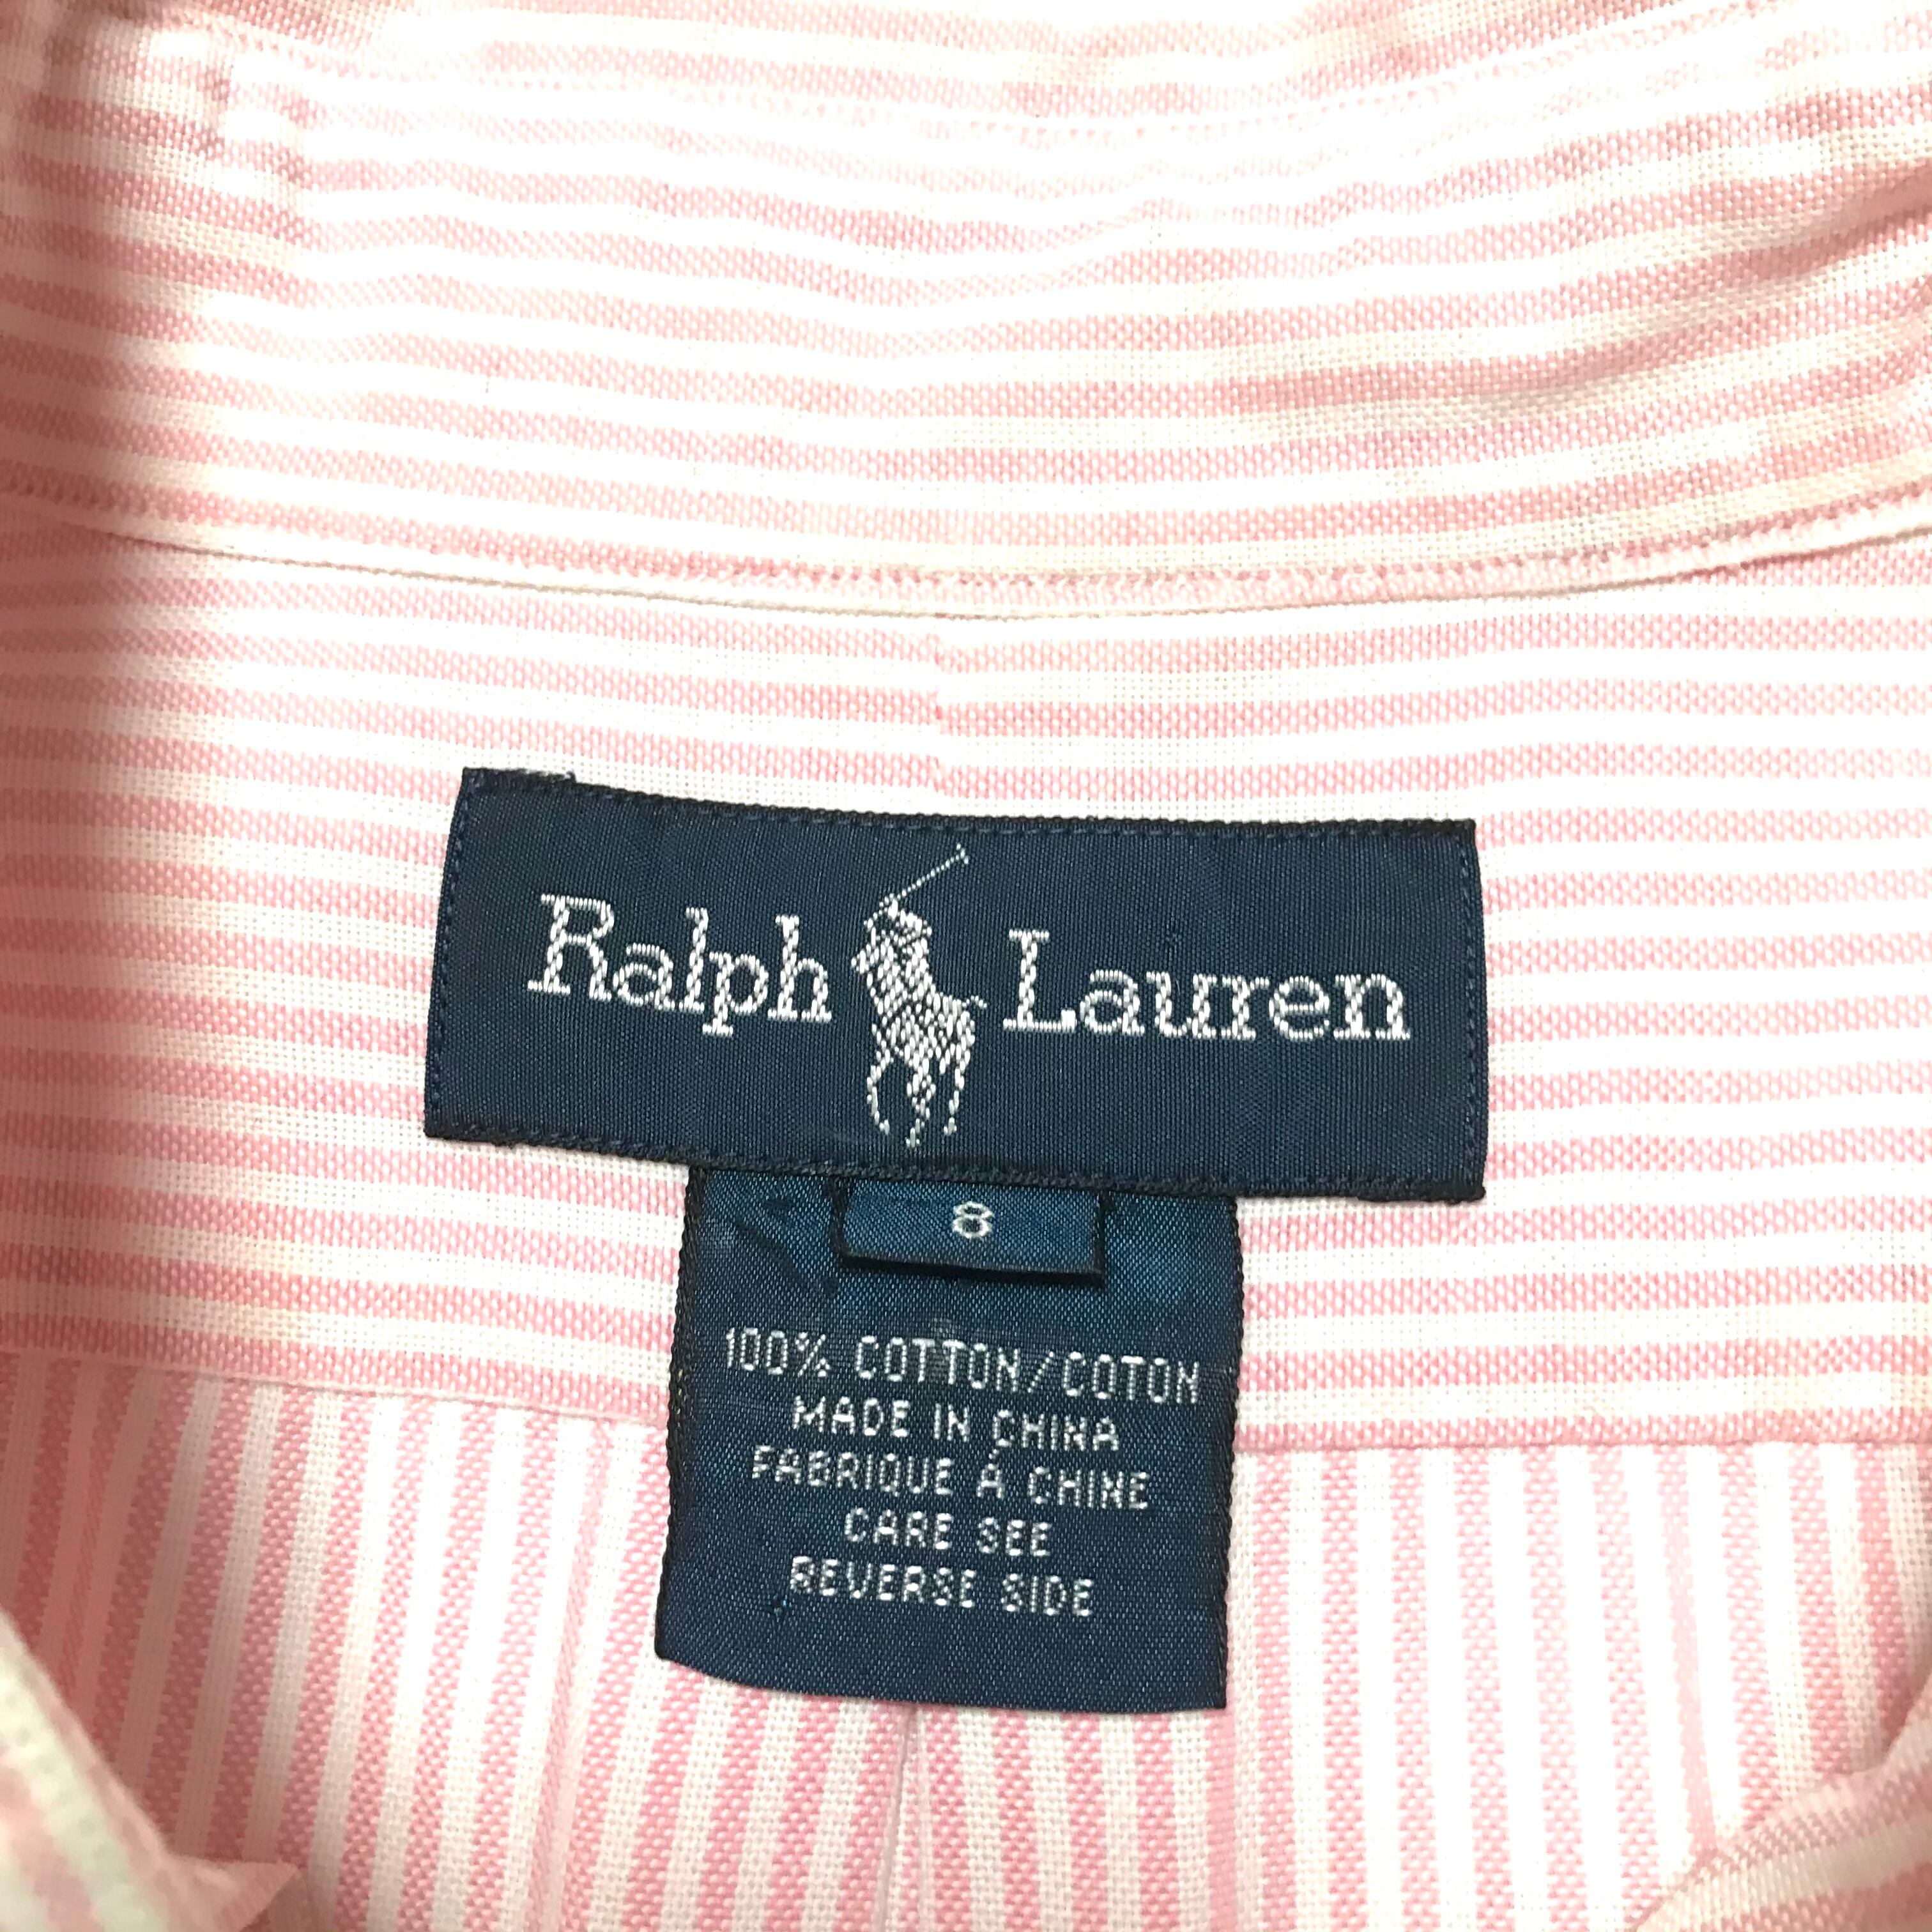 Ralph Lauren
8
100% COTTON/COTON
MADE IN CHINA
FABRIQUE À CHINE
CARE SEE
REVERSE SIDE